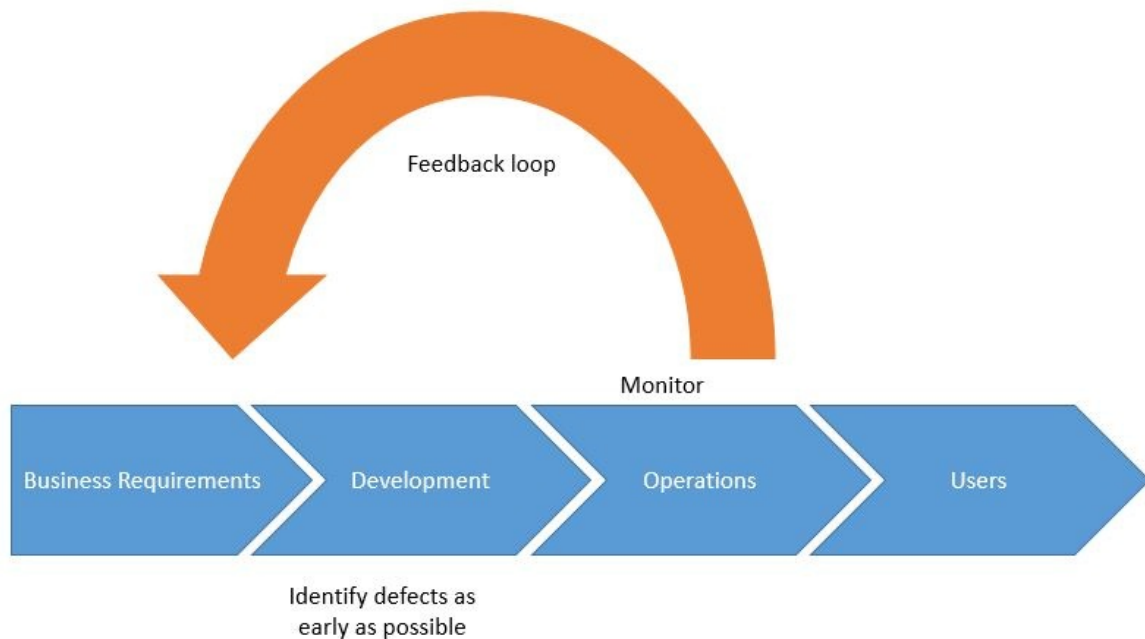 Feedback loop
Monitor
Business Requirements
Development
Operations
Users
Identify defects as
early as possible